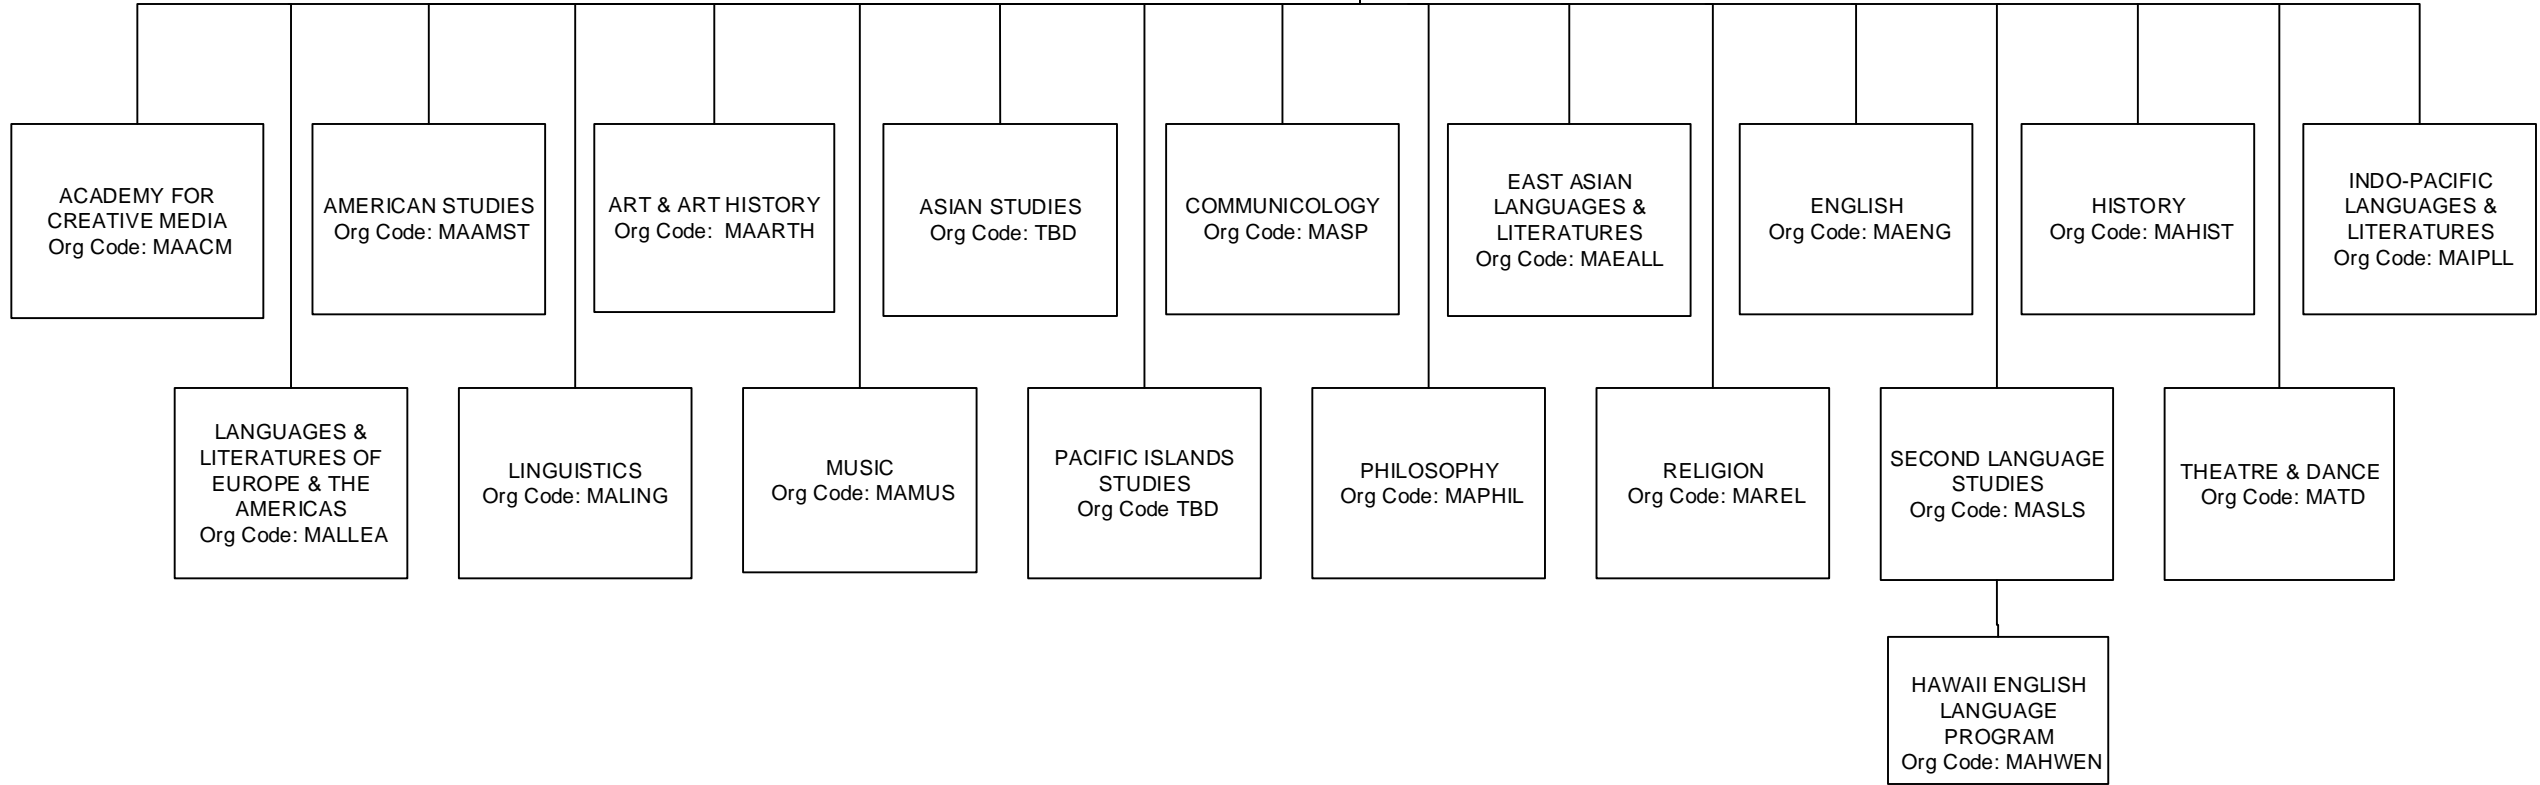 ACADEMY FOR
CREATIVE MEDIA
Org Code: MAACM
AMERICAN STUDIES
Org Code: MAAMST
ART & ART HISTORY
Org Code:  MAARTH
ASIAN STUDIES
Org Code: TBD
COMMUNICOLOGY
Org Code: MASP
EAST ASIAN
LANGUAGES &
LITERATURES
Org Code: MAEALL
ENGLISH
Org Code: MAENG
HISTORY
Org Code: MAHIST
INDO-PACIFIC
LANGUAGES &
LITERATURES
Org Code: MAIPLL
LANGUAGES &
LITERATURES OF
EUROPE & THE
AMERICAS
Org Code: MALLEA
LINGUISTICS
Org Code: MALING
MUSIC
Org Code: MAMUS
PACIFIC ISLANDS
STUDIES
Org Code TBD
PHILOSOPHY
Org Code: MAPHIL
RELIGION
Org Code: MAREL
SECOND LANGUAGE
STUDIES
Org Code: MASLS
THEATRE & DANCE
Org Code: MATD
HAWAII ENGLISH
LANGUAGE
PROGRAM
Org Code: MAHWEN